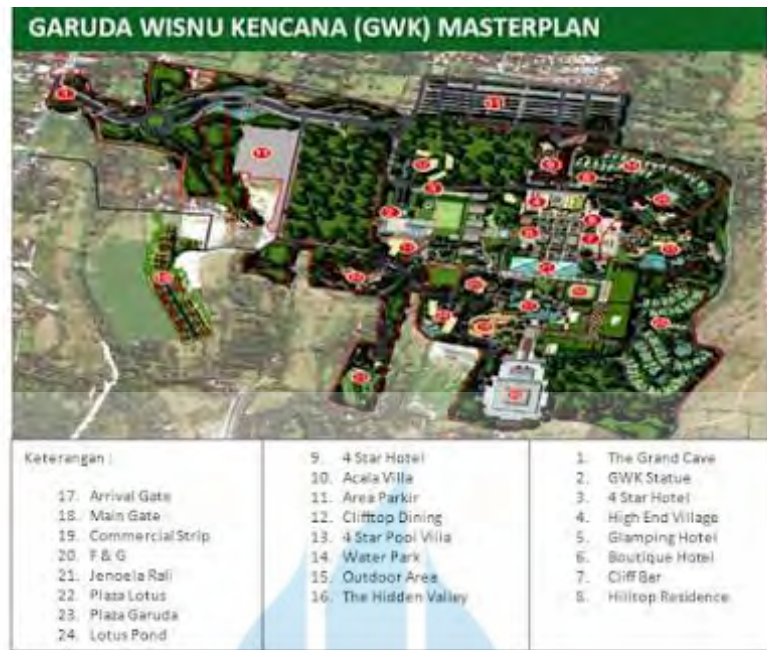 GARUDA WISNU KENCANA (GWK) MASTERPLAN
Keterangan :
17. Arrival Gate
18. Main Gate
19. Commercial Strip
20. F & G
21. Jenoela Rali
22. Plaza Lotus
23. Plaza Garuda
24. Lotus Pond
9. 4 Star Hotel
10. Acala Villa
11. Area Parkir
12. Clifftop Dining
13. 4 Star Pool Villa
14. Water Park
15. Outdoor Area
16. The Hidden Valley
1. The Grand Cave
2. GWK Statue
3. 4 Star Hotel
4. High End Village
5. Glamping Hotel
6. Boutique Hotel
7. Cliff Bar
8. Hilltop Residence